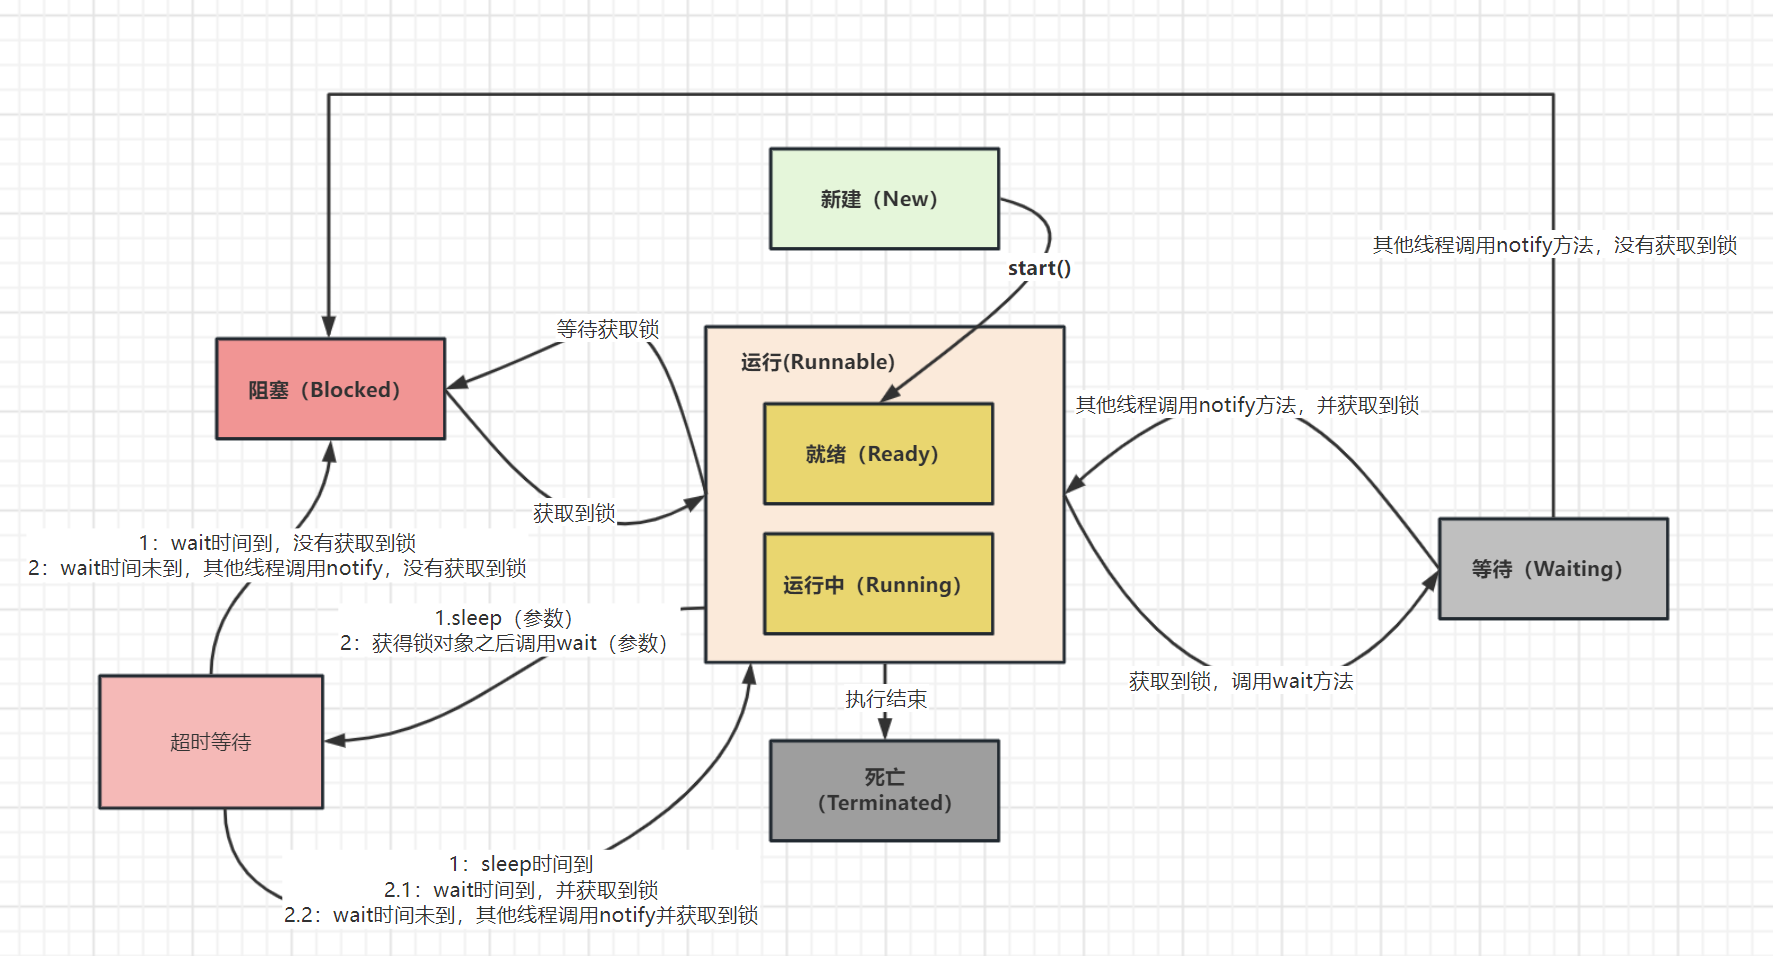 新建（New）
其他线程调用notify方法，没有获取到锁
start()
等待获取锁
运行(Runnable)
阻塞（Blocked）
其他线程调用notify方法，并获取到锁
就绪（Ready）
获取到锁
1：wait时间到，没有获取到锁
2：wait时间未到，其他线程调用notify，没有获取到锁
运行中（Running）
等待（Waiting）
1.sleep（参数）
2：获得锁对象之后调用wait（参数）
获取到锁，调用wait方法
执行结束
超时等待
死亡
（Terminated）
1：sleep时间到
2.1：wait时间到，并获取到锁
2.2：wait时间未到，其他线程调用notify并获取到锁